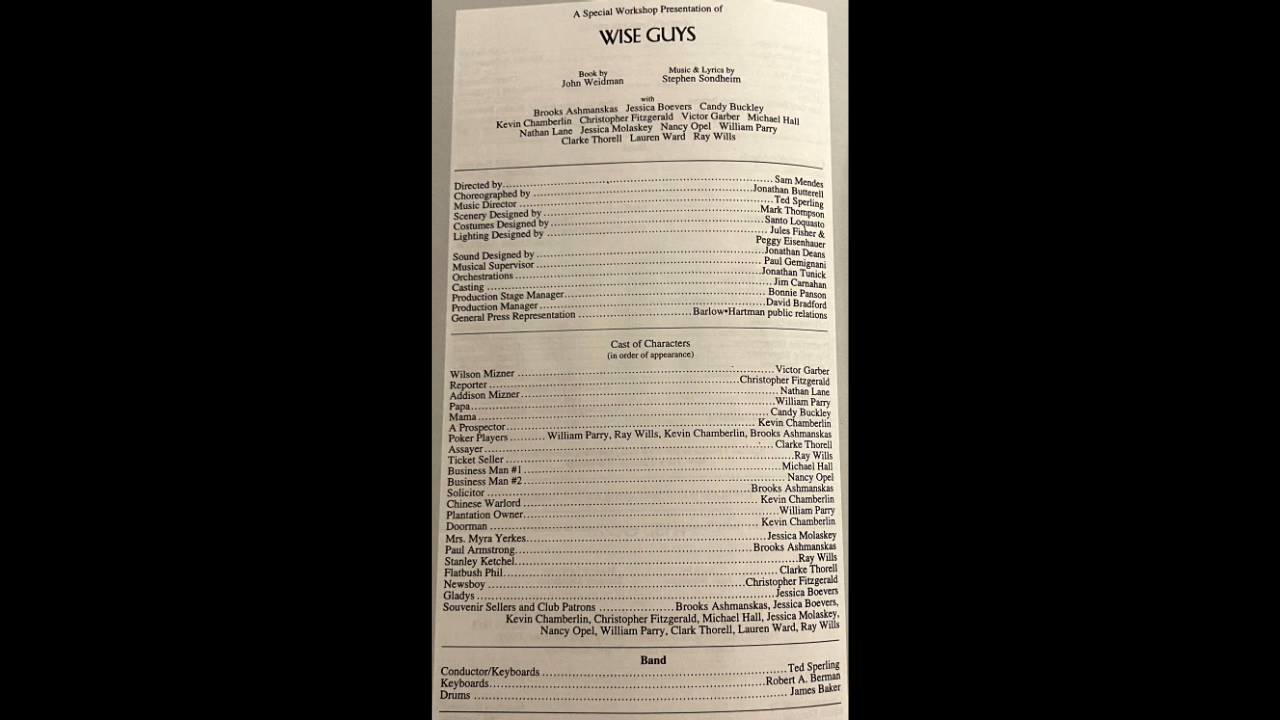 A Special Workshop Presentation of
WISE GUYS
Book by
John Weidman
Music & Lyrics by
Stephen Sondheim
with
Brooks Ashmanskas Jessica Boevers Candy Buckley
Kevin Chamberlin Christopher Fitzgerald Victor Garber Michael Hall
Nathan Lane Jessica Molaskey Nancy Opel William Parry
Clarke Thorell Lauren Ward Ray Wills
Directed by........Sam Mendes
Choreographed by........Jonathan Butterell
Music Director........Ted Sperling
Scenery Designed by........Mark Thompson
Costumes Designed by........Santo Loquasto
Lighting Designed by........Jules Fisher &
Peggy Eisenhauer
Sound Designed by........Jonathan Deans
Musical Supervisor........Paul Gemignani
Orchestrations........Jonathan Tunick
Casting........Jim Carnahan
Production Stage Manager........Bonnie Panson
Production Manager........David Bradford
General Press Representation........Barlow•Hartman public relations
Cast of Characters
(in order of appearance)
Wilson Mizner........Victor Garber
Reporter........Christopher Fitzgerald
Addison Mizner........Nathan Lane
Papa........William Parry
Mama........Candy Buckley
A Prospector........Kevin Chamberlin
Poker Players........William Parry, Ray Wills, Kevin Chamberlin, Brooks Ashmanskas
Assayer........Clarke Thorell
Ticket Seller........Ray Wills
Business Man #1........Michael Hall
Business Man #2........Nancy Opel
Solicitor........Brooks Ashmanskas
Chinese Warlord........Kevin Chamberlin
Plantation Owner........William Parry
Doorman........Kevin Chamberlin
Mrs. Myra Yerkes........Jessica Molaskey
Paul Armstrong........Brooks Ashmanskas
Stanley Ketchel........Ray Wills
Flatbush Phil........Clarke Thorell
Newsboy........Christopher Fitzgerald
Gladys........Jessica Boevers
Souvenir Sellers and Club Patrons........Brooks Ashmanskas, Jessica Boevers,
Kevin Chamberlin, Christopher Fitzgerald, Michael Hall, Jessica Molaskey,
Nancy Opel, William Parry, Clark Thorell, Lauren Ward, Ray Wills
Band
Conductor/Keyboards........Ted Sperling
Keyboards........Robert A. Berman
Drums........James Baker